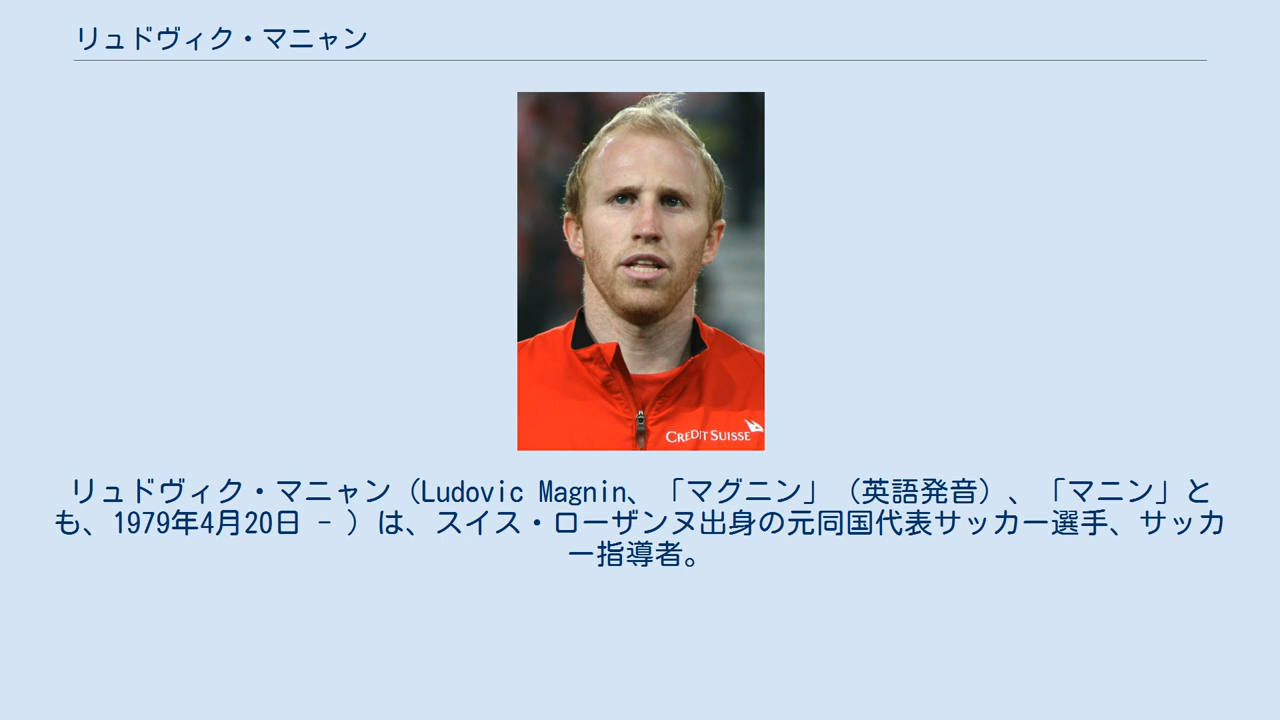 リュドヴィク・マニャン
CREDIT SUISSE
リュドヴィク・マニャン（Ludovic Magnin、「マグニン」（英語発音）、「マニン」と
も、1979年4月20日 - ）は、スイス・ローザンヌ出身の元同国代表サッカー選手、サッカ
ー指導者。